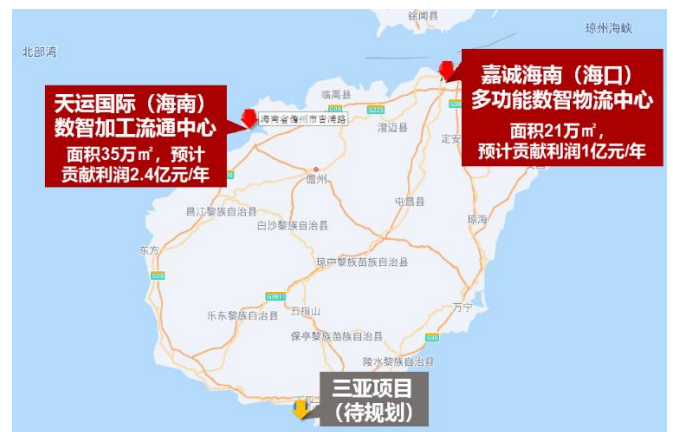 徐闻县
琼州海峡
北部湾
天运国际（海南）
数智加工流通中心
面积35万㎡，预计
贡献利润2.4亿元/年
嘉诚海南（海口）
多功能数智物流中心
面积21万㎡，
预计贡献利润1亿元/年
临高县
海南省儋州市吉浦路
澄迈县
定安
儋州
屯昌县
昌江黎族自治县
白沙黎族自治县
琼海
东方
琼中黎族苗族自治县
G9811
乐东黎族自治县
五指山
万宁
保亭黎族苗族自治县
陵水黎族自治县
三亚项目
（待规划）